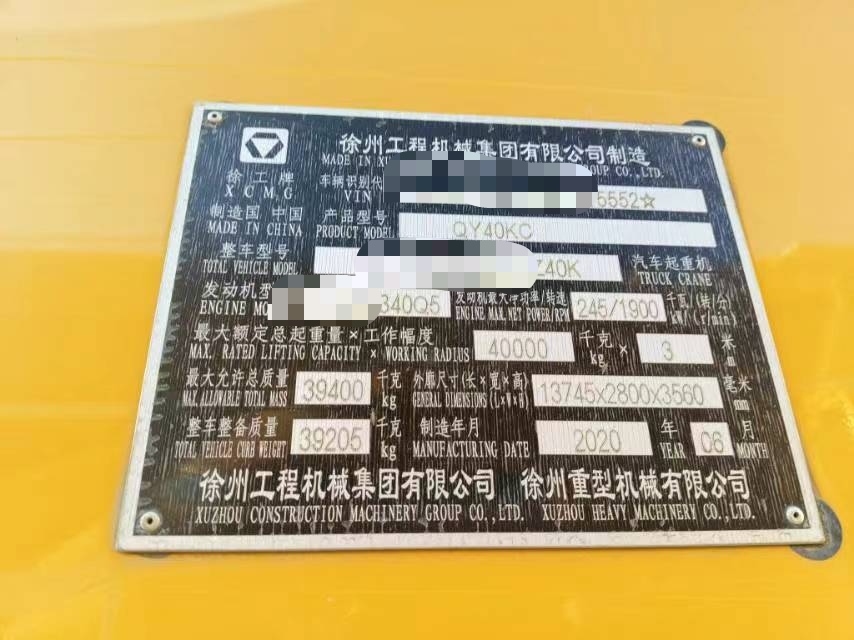 徐州工程机械集团有限公司制造
MADE IN XU GROUP CO.,LTD.
徐工牌
XCMG
车辆识别代
VIN 5552☆
制造国 中国
MADE IN CHINA
产品型号
PRODUCT MODEL QY40KC
整车型号
TOTAL VEHICLE MODEL Z40K
汽车起重机
TRUCK CRANE
发动机型
ENGINE MO 340Q5
发动机最大净功率/转速
ENGINE MAX.NET POWER/RPM 245/1900
千瓦/(转/分)
kW/(r/min)
最大额定总起重量×工作幅度
MAX. RATED LIFTING CAPACITY × WORKING RADIUS 40000
千克
kg × 3
米
m
最大允许总质量
MAX.ALLOWABLE TOTAL MASS 39400
千克
kg
外廓尺寸(长×宽×高)
GENERAL DIMENSIONS (L×W×H) 13745x2800x3560
毫米
mm
整车整备质量
TOTAL VEHICLE CURB WEIGHT 39205
千克
kg
制造年月
MANUFACTURING DATE 2020
年
YEAR 06
月
MONTH
徐州工程机械集团有限公司 徐州重型机械有限公司
XUZHOU CONSTRUCTION MACHINERY GROUP CO.,LTD. XUZHOU HEAVY MACHINERY CO.,LTD.